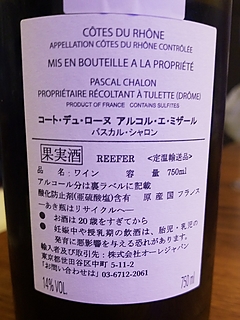 CÔTES DU RHÔNE
APPELLATION CÔTES DU RHÔNE CONTRÔLÉE
MIS EN BOUTEILLE A LA PROPRIÉTÉ
PASCAL CHALON
PROPRIÉTAIRE RÉCOLTANT À TULETTE (DRÔME)
PRODUCT OF FRANCE CONTAINS SULFITES
コート・デュ・ローヌ アルコル・エ・ミザール
パスカル・シャロン
果実酒 REEFER <定温輸送品>
品名：ワイン 容量 750ml
アルコール分は裏ラベルに記載
酸化防止剤(亜硫酸塩)含有 原産国 フランス
―あき瓶はリサイクルへ―
● お酒は20歳をすぎてから
● 妊娠中や授乳期の飲酒は、胎児・乳児の
発育に悪影響を与える恐れがあります。
輸入者及び引取先：株式会社オーレジャパン
東京都世田谷区中町 5-11-2
「お問い合わせは」 03-6712-2061
14% VOL. 750 ml